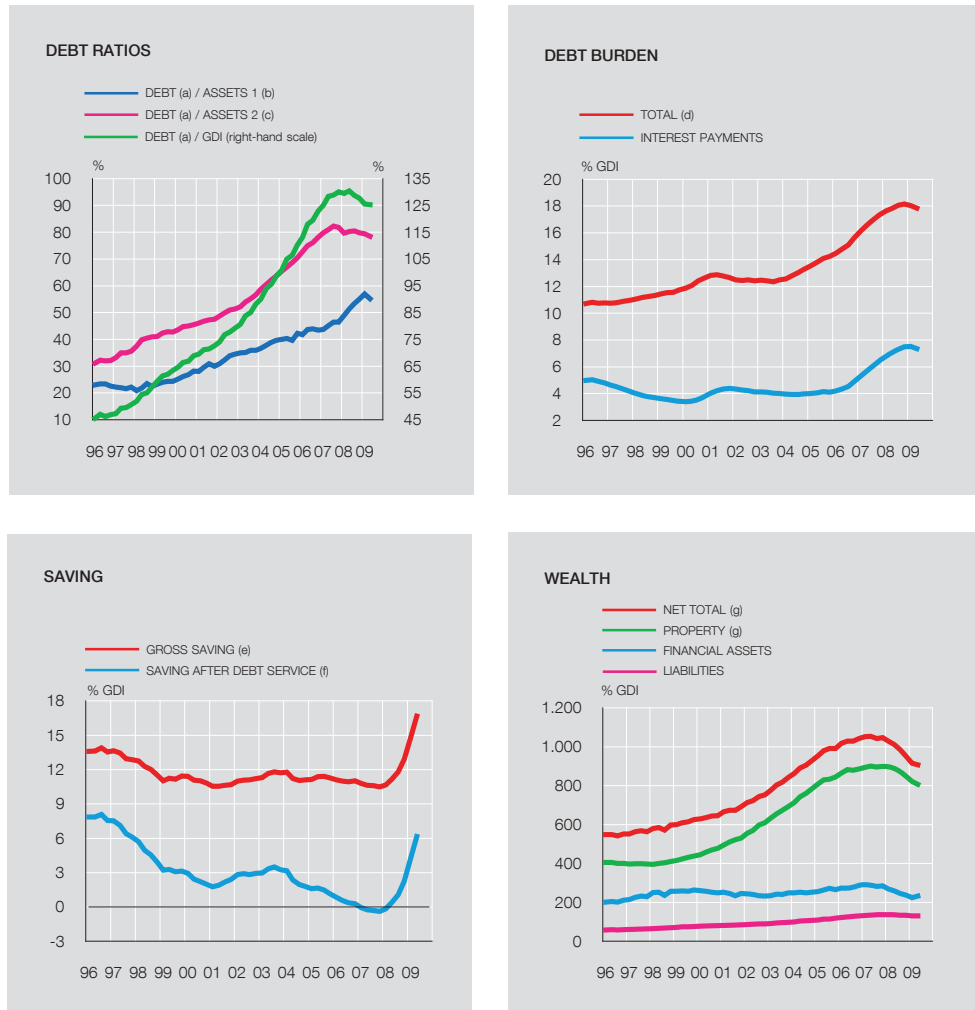 DEBT RATIOS
DEBT (a) / ASSETS 1 (b)
DEBT (a) / ASSETS 2 (c)
DEBT (a) / GDI (right-hand scale)
% %
100 135
90 125
80 115
70 105
60 95
50 85
40 75
30 65
20 55
10 45
96 97 98 99 00 01 02 03 04 05 06 07 08 09
DEBT BURDEN
TOTAL (d)
INTEREST PAYMENTS
% GDI
20
18
16
14
12
10
8
6
4
2
96 97 98 99 00 01 02 03 04 05 06 07 08 09
SAVING
GROSS SAVING (e)
SAVING AFTER DEBT SERVICE (f)
% GDI
18
15
12
9
6
3
0
-3
96 97 98 99 00 01 02 03 04 05 06 07 08 09
WEALTH
NET TOTAL (g)
PROPERTY (g)
FINANCIAL ASSETS
LIABILITIES
% GDI
1.200
1.000
800
600
400
200
0
96 97 98 99 00 01 02 03 04 05 06 07 08 09